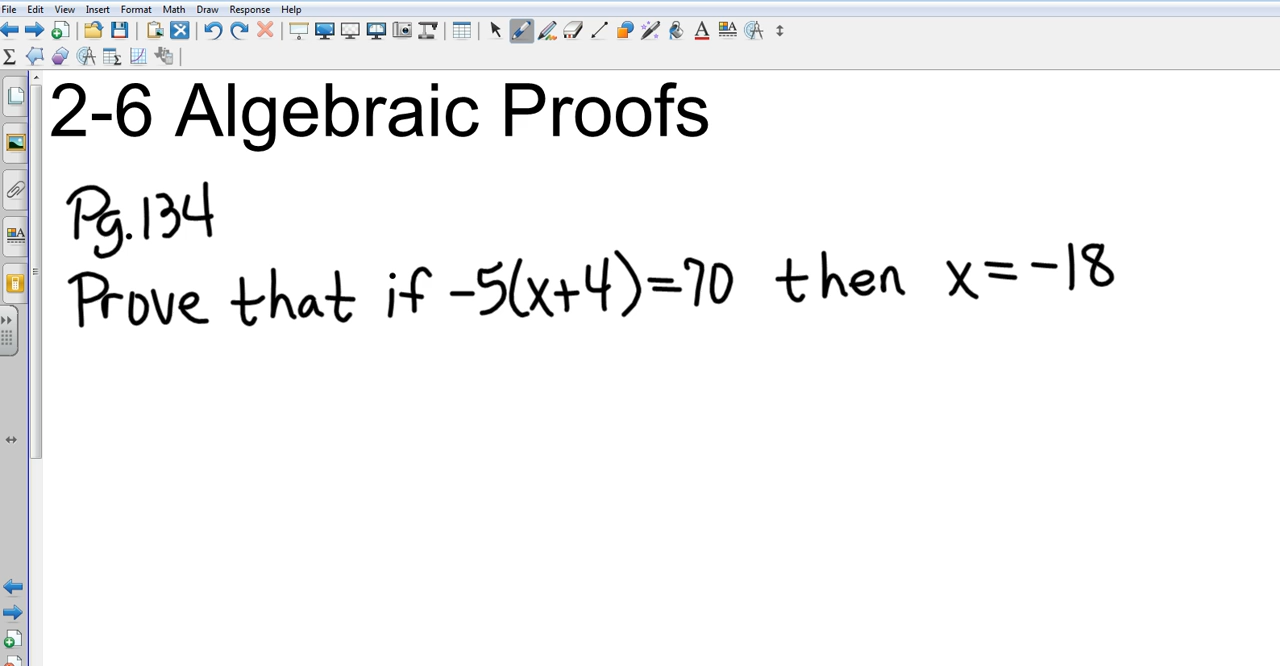 File Edit View Insert Format Math Draw Response Help
2-6 Algebraic Proofs
Pg.134
Prove that if -5(x+4)=70 then x=-18